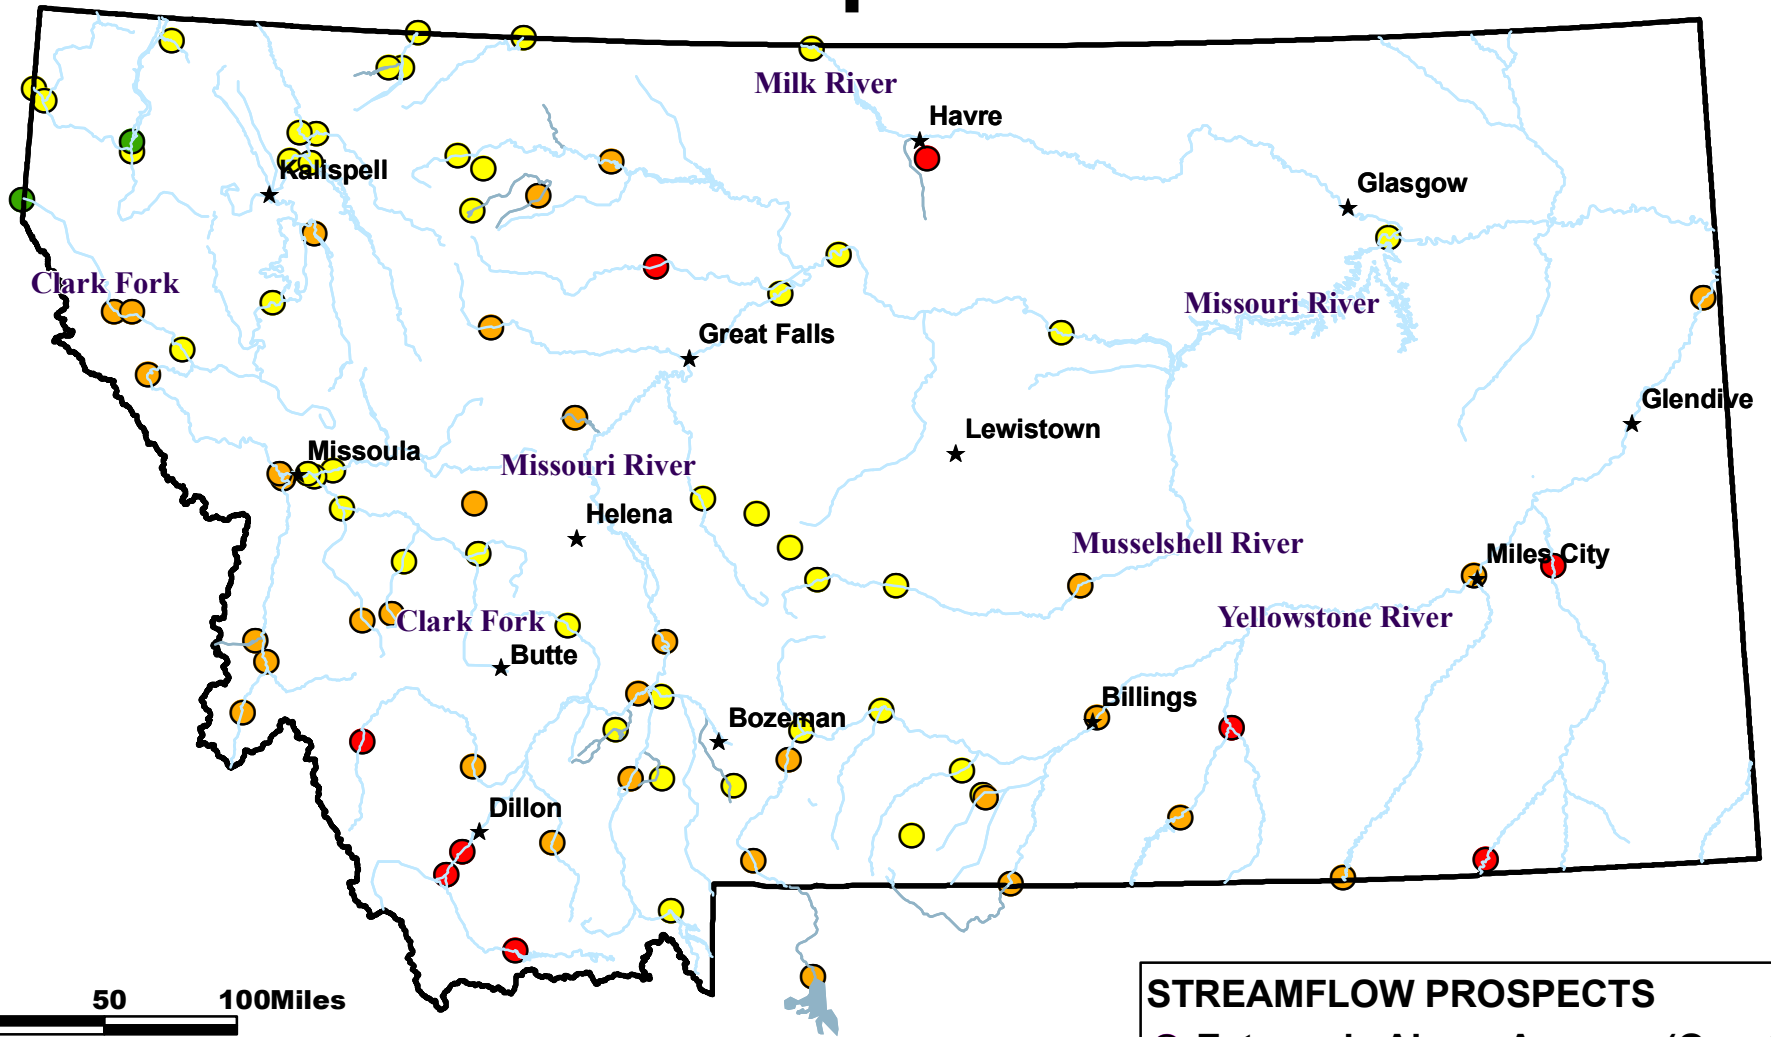 Milk River
Havre
Kalispell
Glasgow
Clark Fork
Missouri River
Great Falls
Glendive
Lewistown
Missoula
Missouri River
Helena
Musselshell River
Miles City
Clark Fork
Yellowstone River
Butte
Billings
Bozeman
Dillon
50 100Miles
STREAMFLOW PROSPECTS